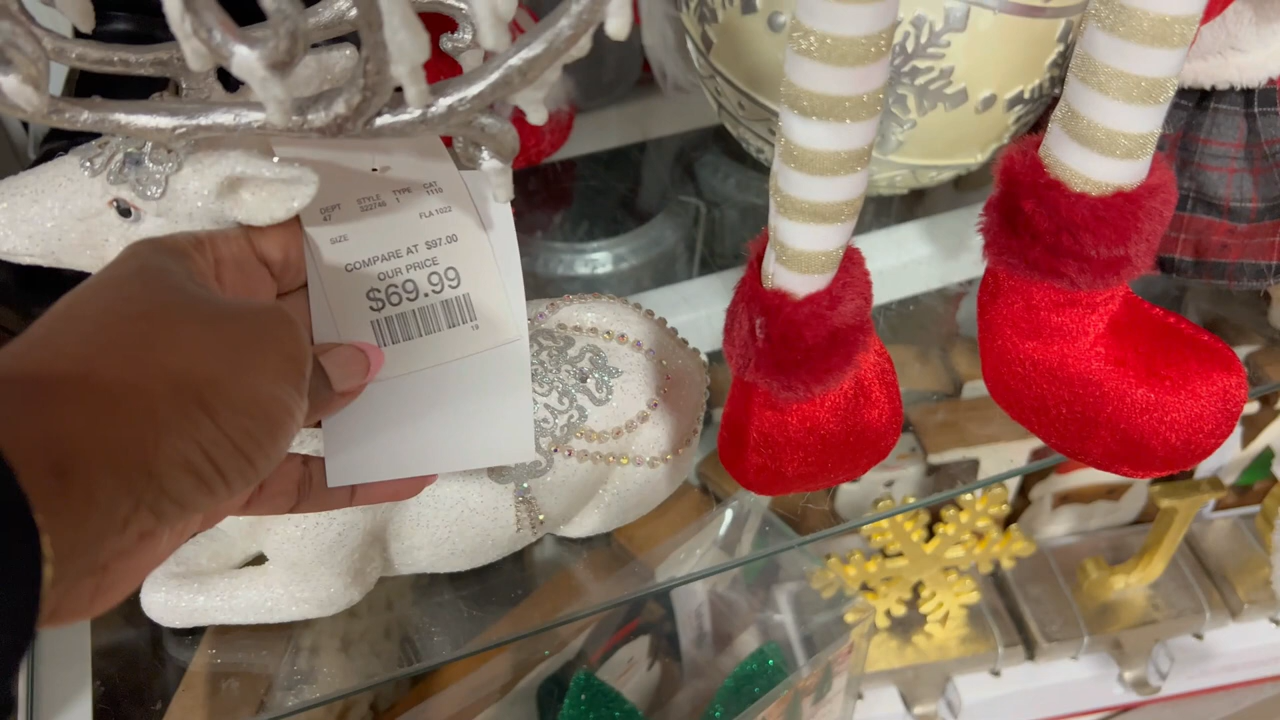 DEPT STYLE TYPE CAT
47 322746 1 1110
FLA 1022
SIZE
COMPARE AT $97.00
OUR PRICE
$69.99
19